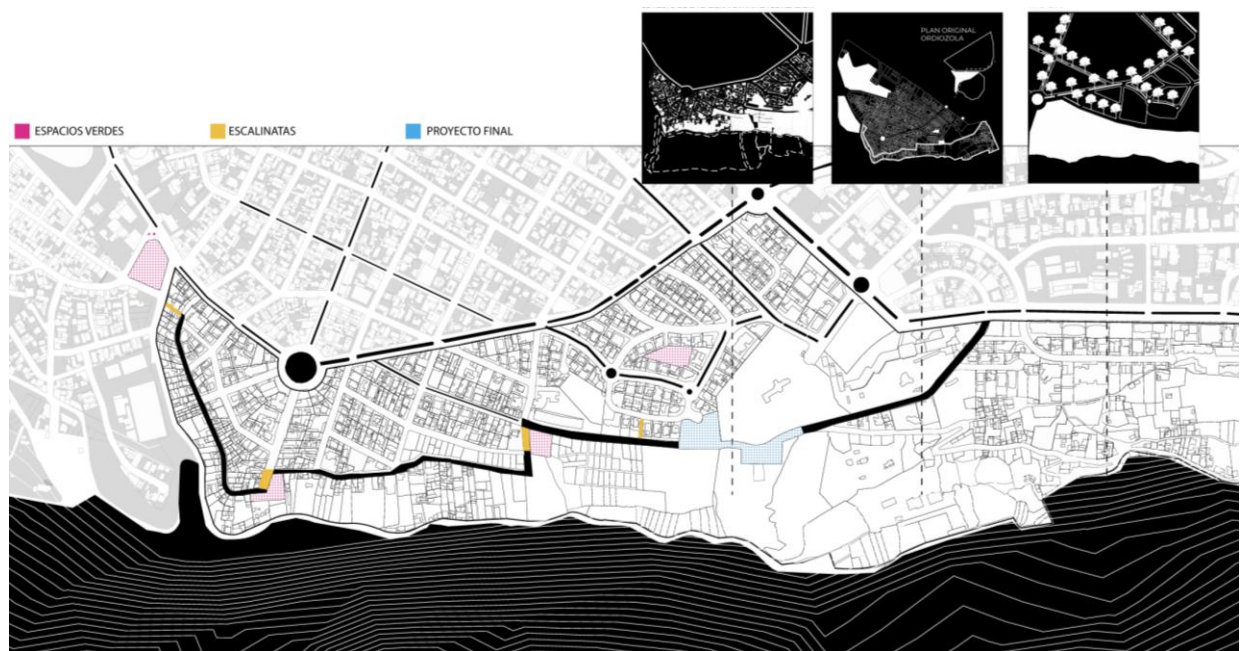 PLAN ORIGINAL
ORDIOZOLA
ESPACIOS VERDES
ESCALINATAS
PROYECTO FINAL